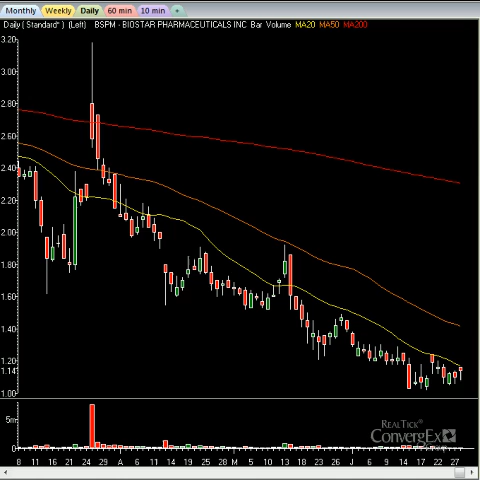 Monthly Weekly Daily 60 min 10 min +
Daily ( Standard* ) (Left) BSPM - BIOSTAR PHARMACEUTICALS INC Bar Volume MA20 MA50 MA200
3.20
3.00
2.80
2.60
2.40
2.20
2.00
1.80
1.60
1.40
1.20
1.14
1.00
5m
0
REALTICK®
ConvergEx
8 11 16 21 24 28 A 6 11 14 19 25 28 M 5 10 13 18 23 26 J 6 9 14 17 22 27